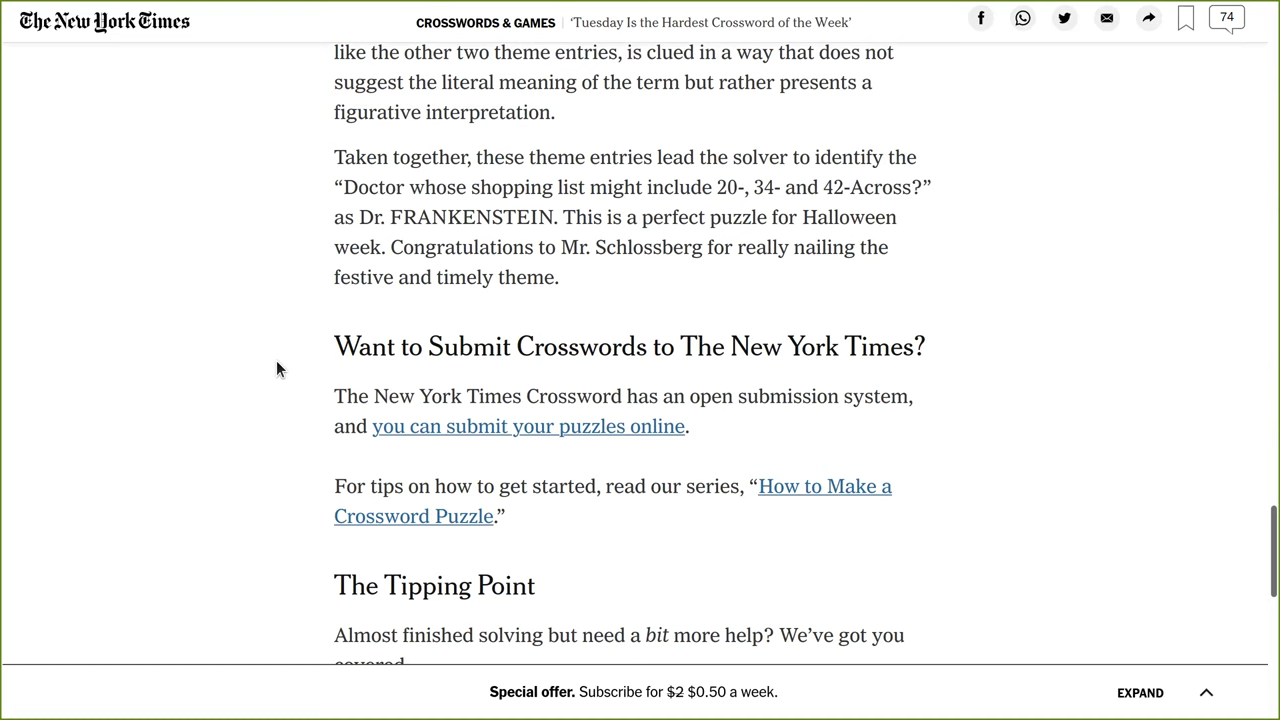 The New York Times
CROSSWORDS & GAMES | ‘Tuesday Is the Hardest Crossword of the Week’
74
like the other two theme entries, is clued in a way that does not
suggest the literal meaning of the term but rather presents a
figurative interpretation.
Taken together, these theme entries lead the solver to identify the
“Doctor whose shopping list might include 20-, 34- and 42-Across?”
as Dr. FRANKENSTEIN. This is a perfect puzzle for Halloween
week. Congratulations to Mr. Schlossberg for really nailing the
festive and timely theme.
Want to Submit Crosswords to The New York Times?
The New York Times Crossword has an open submission system,
and you can submit your puzzles online.
For tips on how to get started, read our series, “How to Make a
Crossword Puzzle.”
The Tipping Point
Almost finished solving but need a bit more help? We’ve got you
covered.
Special offer. Subscribe for $2 $0.50 a week.
EXPAND